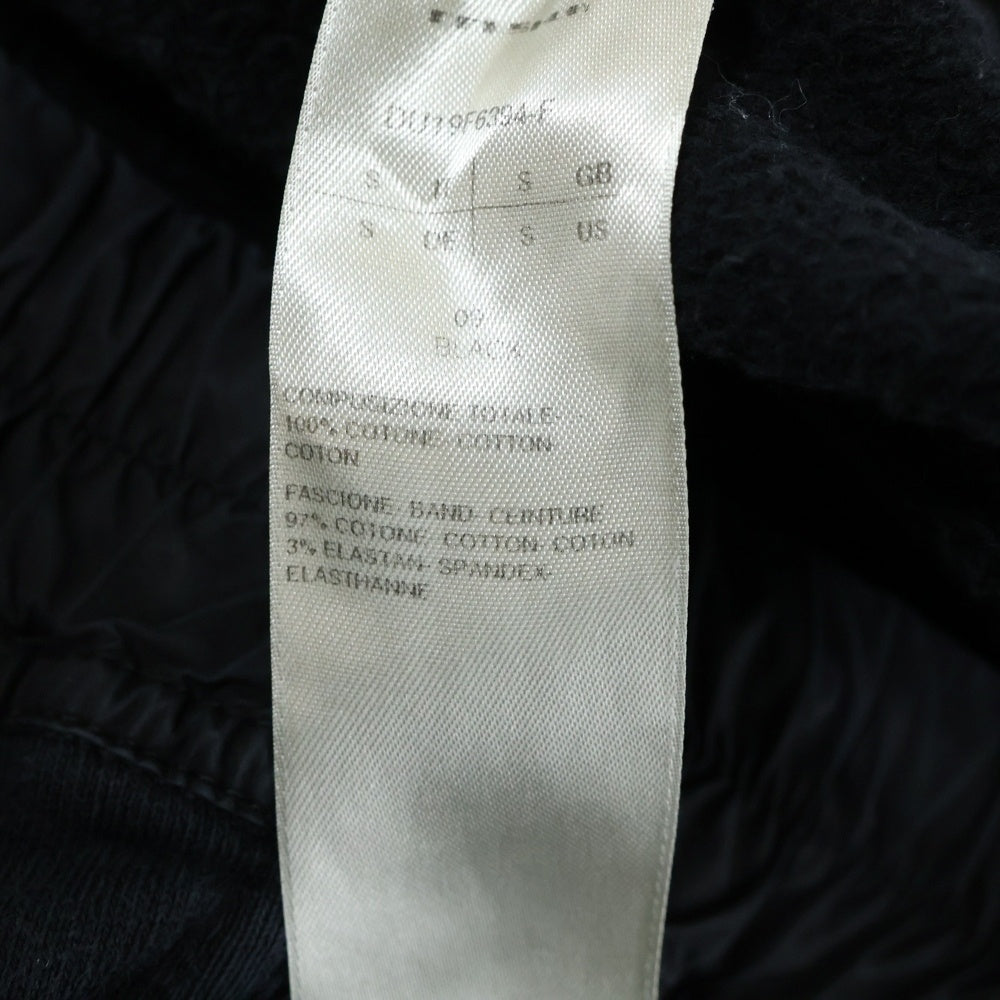 DU19F6394-F
S I S GB
S DE S US
09
BLACK
COMPOSIZIONE TOTALE
100% COTONE-COTTON
COTON
FASCIONE-BAND-CEINTURE
97% COTONE-COTTON-COTON
3% ELASTAN-SPANDEX-
ELASTHANNE